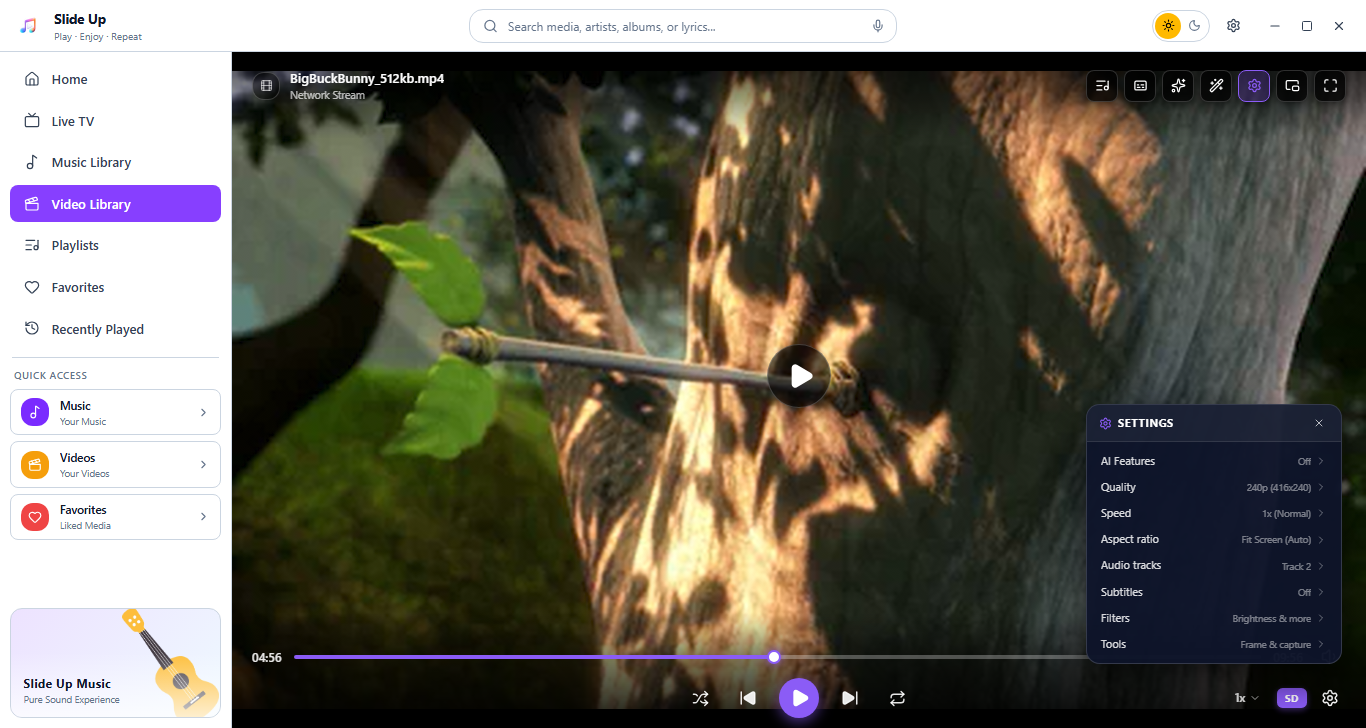 Slide Up
Play · Enjoy · Repeat
Search media, artists, albums, or lyrics...
Home
Live TV
Music Library
Video Library
Playlists
Favorites
Recently Played
QUICK ACCESS
Music
Your Music
Videos
Your Videos
Favorites
Liked Media
Slide Up Music
Pure Sound Experience
BigBuckBunny_512kb.mp4
Network Stream
SETTINGS
AI Features Off
Quality 240p (416x240)
Speed 1x (Normal)
Aspect ratio Fit Screen (Auto)
Audio tracks Track 2
Subtitles Off
Filters Brightness & more
Tools Frame & capture
04:56
1x
SD